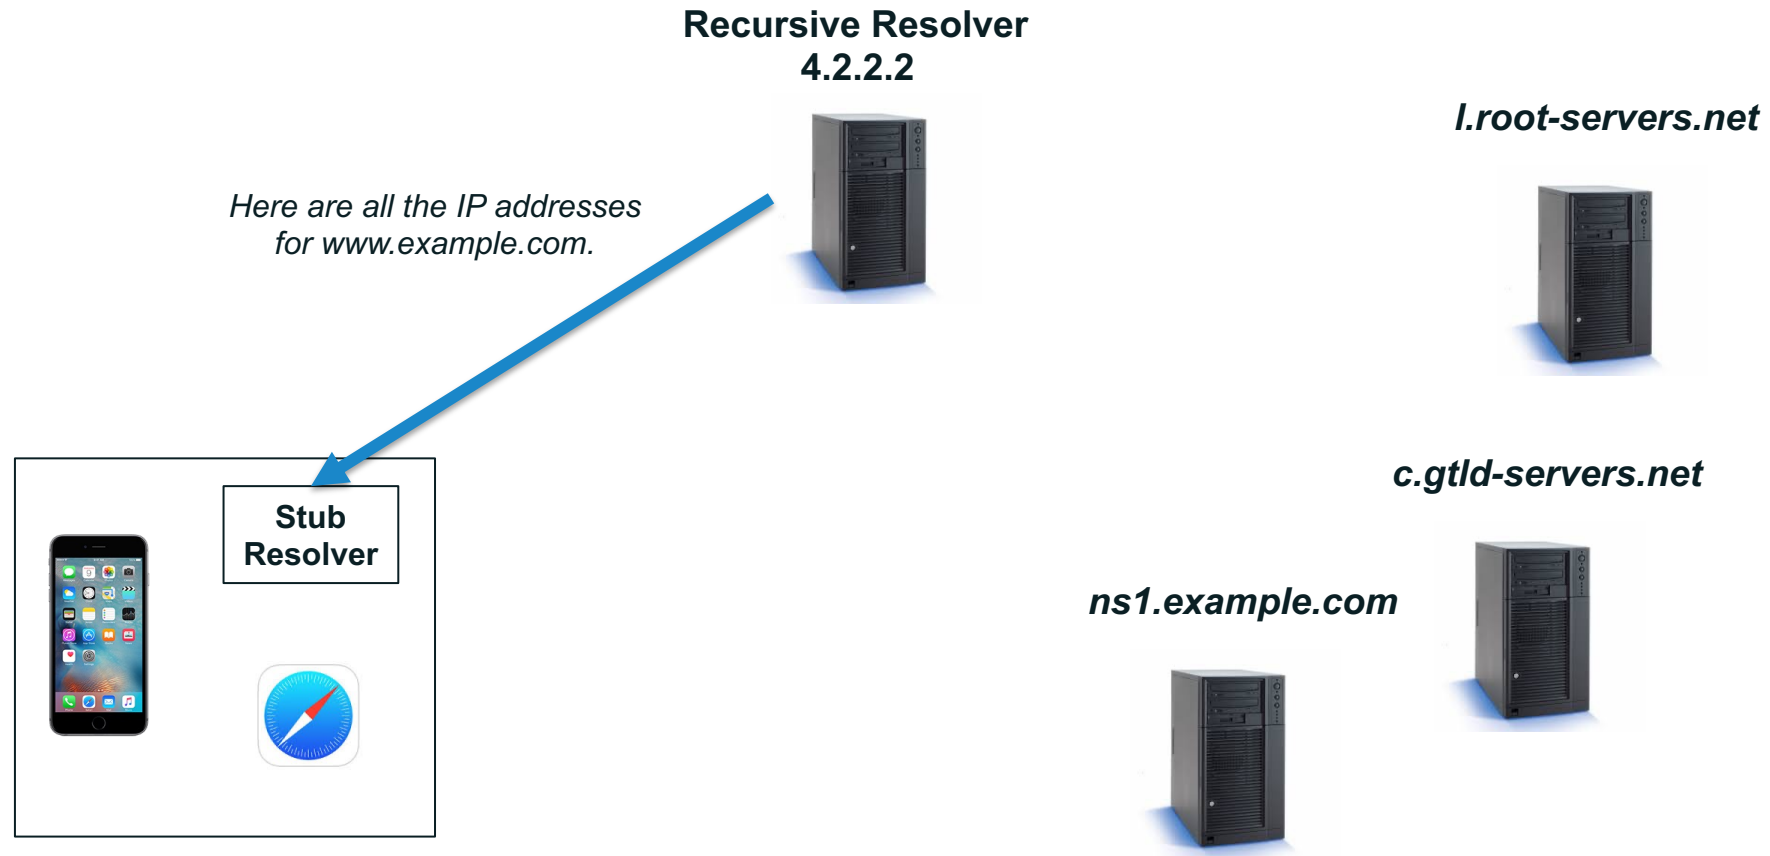 Recursive Resolver
4.2.2.2
l.root-servers.net
Here are all the IP addresses
for www.example.com.
c.gtld-servers.net
Stub
Resolver
ns1.example.com